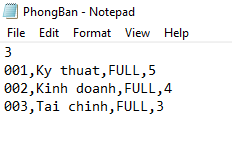 PhongBan - Notepad
File Edit Format View Help
3
001,Ky thuat,FULL,5
002,Kinh doanh,FULL,4
003,Tai chinh,FULL,3